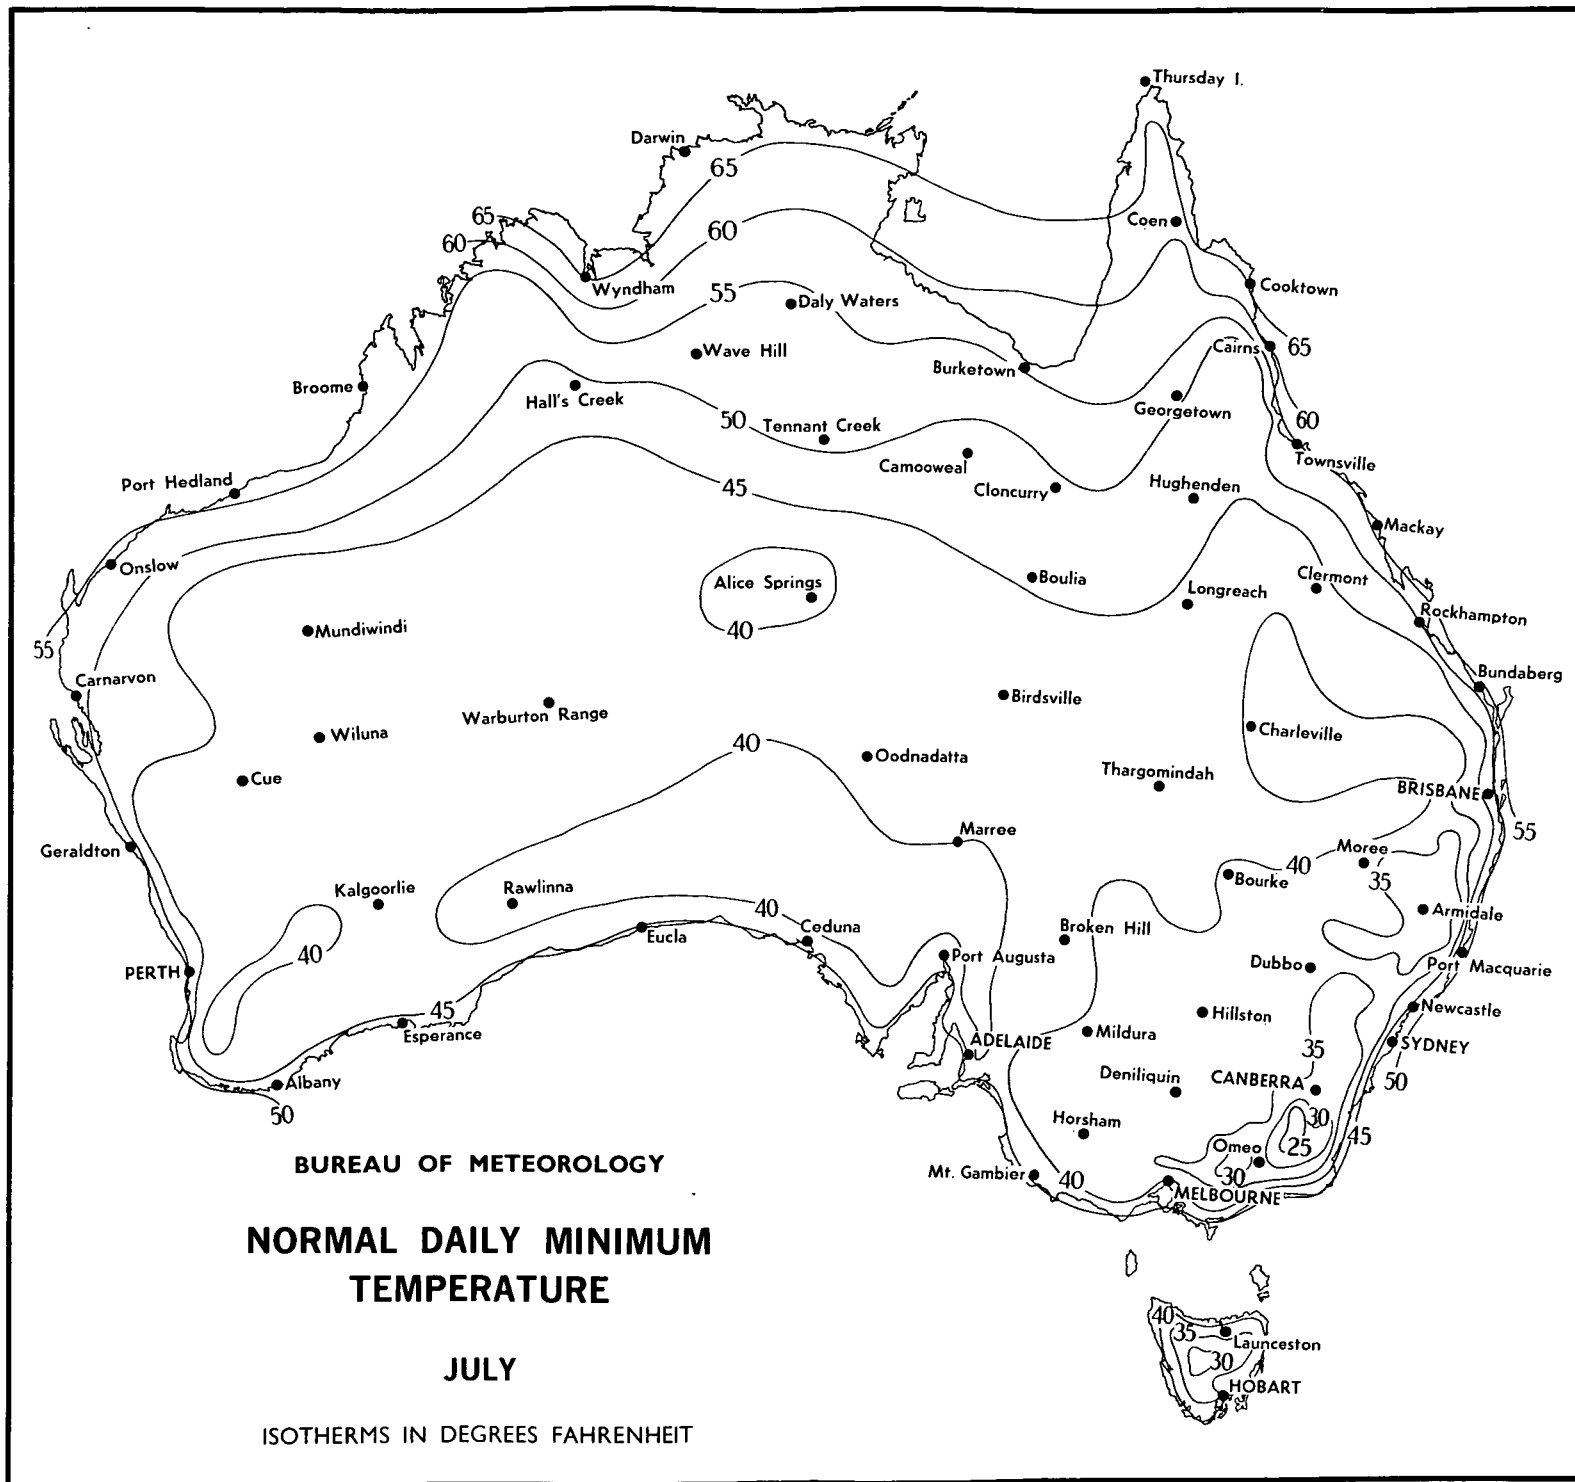 Thursday I.
Darwin
65
Coen
65
60
60
Wyndham
55
Daly Waters
Cooktown
Wave Hill
Cairns
65
Broome
Burketown
Hall's Creek
Georgetown
50
60
Tennant Creek
Camooweal
Townsville
Port Hedland
45
Cloncurry
Hughenden
Mackay
Onslow
Alice Springs
Boulia
Longreach
Clermont
Rockhampton
Mundiwindi
40
55
Carnarvon
Birdsville
Bundaberg
Warburton Range
Wiluna
40
Oodnadatta
Charleville
Cue
Thargomindah
BRISBANE
Geraldton
Marree
55
Moree
40
35
Kalgoorlie
Rawlinna
Bourke
40
Armidale
Eucla
Ceduna
Broken Hill
40
Port Augusta
PERTH
Dubbo
Port Macquarie
45
Esperance
Hillston
Newcastle
Mildura
ADELAIDE
35
SYDNEY
Albany
Deniliquin
CANBERRA
50
50
Horsham
30
45
25
Omeo
Mt. Gambier
40
30
MELBOURNE
BUREAU OF METEOROLOGY
NORMAL DAILY MINIMUM
TEMPERATURE
40
35
Launceston
30
JULY
HOBART
ISOTHERMS IN DEGREES FAHRENHEIT